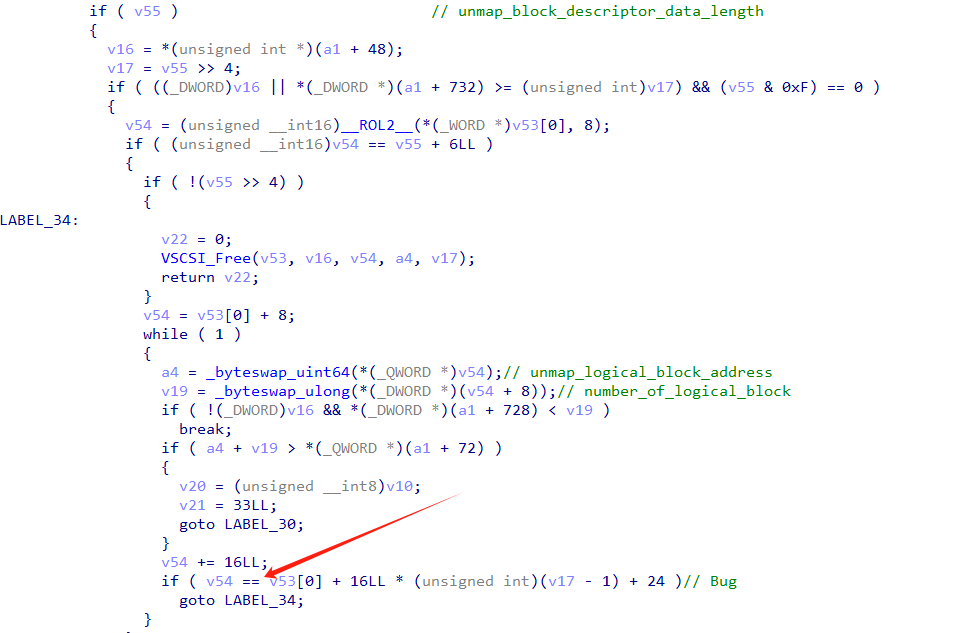 if ( v55 ) // unmap_block_descriptor_data_length
{
v16 = *(unsigned int *)(a1 + 48);
v17 = v55 >> 4;
if ( ((_DWORD)v16 || *(_DWORD *)(a1 + 732) >= (unsigned int)v17) && (v55 & 0xF) == 0 )
{
v54 = (unsigned __int16)__ROL2__(*(_WORD *)v53[0], 8);
if ( (unsigned __int16)v54 == v55 + 6LL )
{
if ( !(v55 >> 4) )
{
LABEL_34:
v22 = 0;
VSCSI_Free(v53, v16, v54, a4, v17);
return v22;
}
v54 = v53[0] + 8;
while ( 1 )
{
a4 = _byteswap_uint64(*(_QWORD *)v54);// unmap_logical_block_address
v19 = _byteswap_ulong(*(_DWORD *)(v54 + 8));// number_of_logical_block
if ( !(_DWORD)v16 && *(_DWORD *)(a1 + 728) < v19 )
break;
if ( a4 + v19 > *(_QWORD *)(a1 + 72) )
{
v20 = (unsigned __int8)v10;
v21 = 33LL;
goto LABEL_30;
}
v54 += 16LL;
if ( v54 == v53[0] + 16LL * (unsigned int)(v17 - 1) + 24 )// Bug
goto LABEL_34;
}